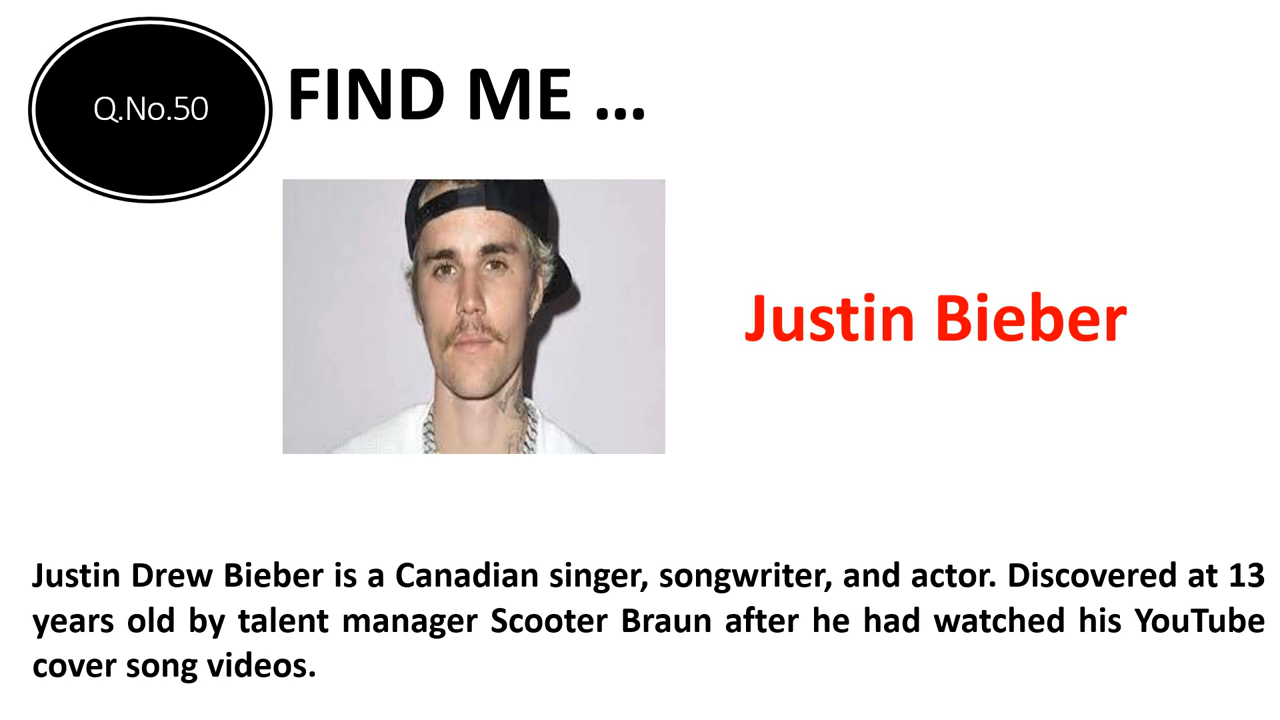 Q.No.50
FIND ME ...
Justin Bieber
Justin Drew Bieber is a Canadian singer, songwriter, and actor. Discovered at 13
years old by talent manager Scooter Braun after he had watched his YouTube
cover song videos.